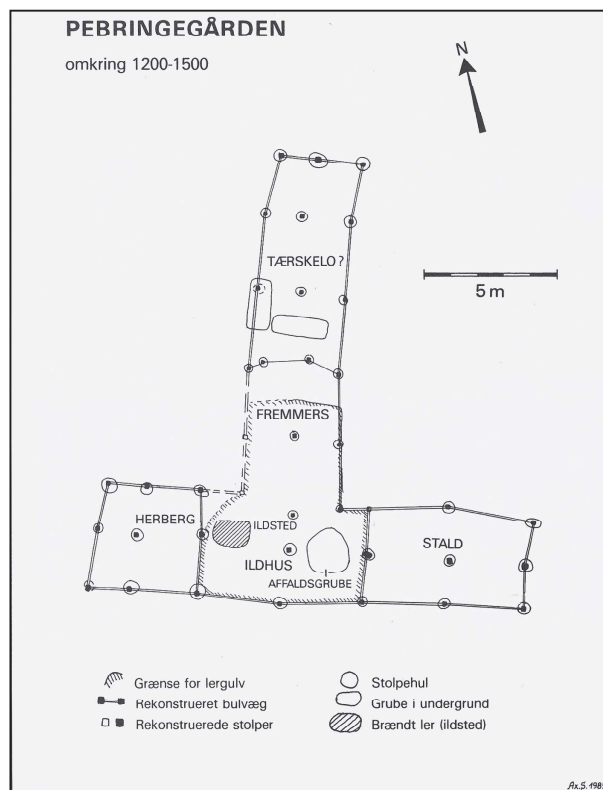 PEBRINGEGÅRDEN
omkring 1200-1500
N
TÆRSKELO?
5 m
FREMMERS
HERBERG
ILDSTED
STALD
ILDHUS
AFFALDSGRUBE
Grænse for lergulv
Rekonstrueret bulvæg
Rekonstruerede stolper
Stolpehul
Grube i undergrund
Brændt ler (ildsted)